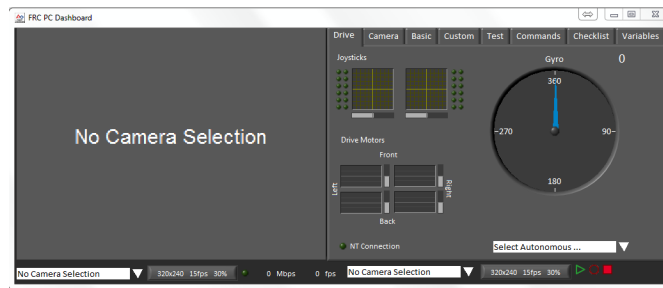 FRC PC Dashboard
No Camera Selection
Drive Camera Basic Custom Test Commands Checklist Variables
Joysticks
Gyro 0
360
270
90
180
Drive Motors
Front
Left
Right
Back
NT Connection
Select Autonomous ...
No Camera Selection 320x240 15fps 30% 0 Mbps 0 fps No Camera Selection 320x240 15fps 30%